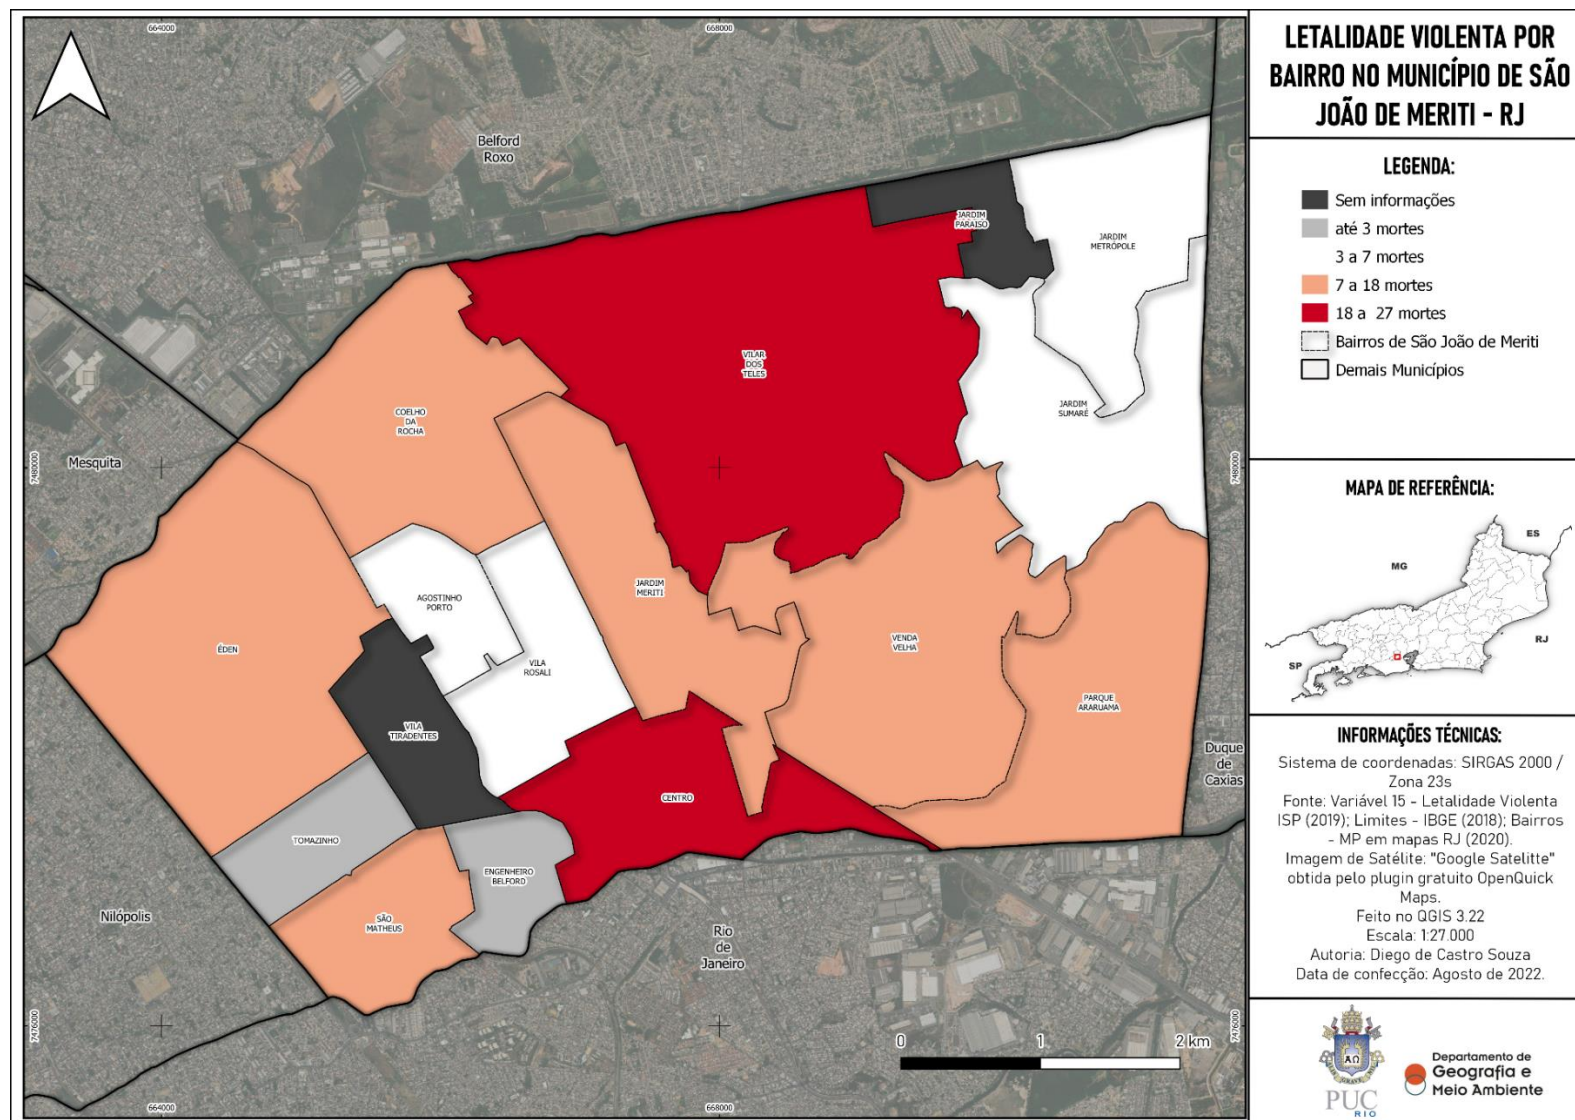 LETALIDADE VIOLENTA POR
BAIRRO NO MUNICÍPIO DE SÃO
JOÃO DE MERITI - RJ
LEGENDA:
Sem informações
até 3 mortes
3 a 7 mortes
7 a 18 mortes
18 a 27 mortes
Bairros de São João de Meriti
Demais Municípios
MAPA DE REFERÊNCIA:
ES
MG
RJ
SP
INFORMAÇÕES TÉCNICAS:
Sistema de coordenadas: SIRGAS 2000 /
Zona 23s
Fonte: Variável 15 - Letalidade Violenta
ISP (2019); Limites - IBGE (2018); Bairros
- MP em mapas RJ (2020).
Imagem de Satélite: "Google Satelitte"
obtida pelo plugin gratuito OpenQuick
Maps.
Feito no QGIS 3.22
Escala: 1:27.000
Autoria: Diego de Castro Souza
Data de confecção: Agosto de 2022.
PUC
RIO
Departamento de
Geografia e
Meio Ambiente
664000
668000
Belford
Roxo
JARDIM
PARAISO
JARDIM
METRÓPOLE
VILAR
DOS
TELES
JARDIM
SUMARÉ
COELHO
DA
ROCHA
Mesquita
7480000
7480000
AGOSTINHO
PORTO
JARDIM
MERITI
ÉDEN
VILA
ROSALI
VENDA
VELHA
PARQUE
ARARUAMA
VILA
TIRADENTES
Duque
de
Caxias
CENTRO
TOMAZINHO
ENGENHEIRO
BELFORD
Nilópolis
SÃO
MATHEUS
Rio
de
Janeiro
7476000
7476000
0 1 2 km
664000
668000